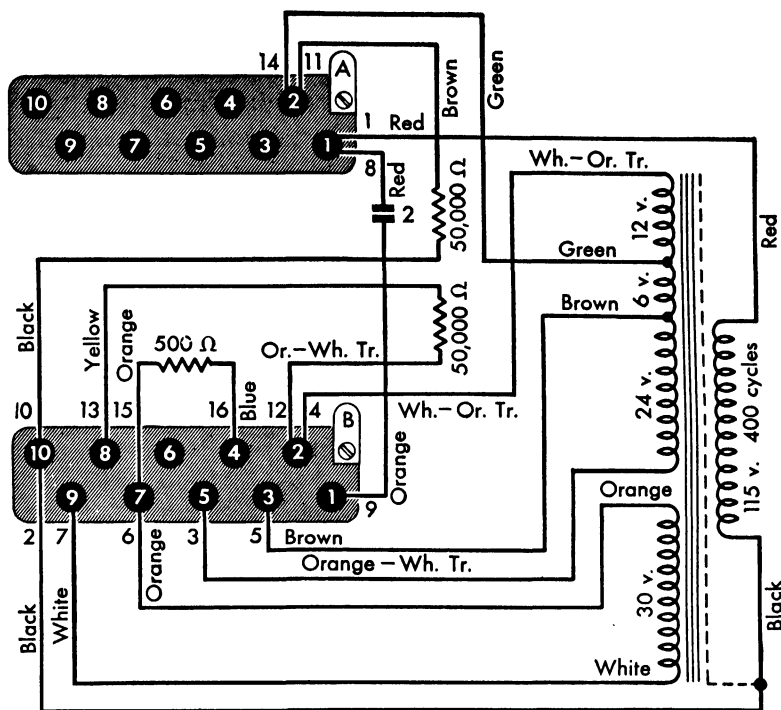 14 11
A
10 8 6 4 2
Brown
Green
9 7 5 3 1
1 Red
8
Red
2
50,000 Ω
Wh.–Or. Tr.
12 v.
Red
Green
6 v.
Brown
Black
Yellow
Orange
500 Ω
Or.–Wh. Tr.
50,000 Ω
24 v.
115 v. 400 cycles
10 13 15 16 12 4
Blue
Wh.–Or. Tr.
B
10 8 6 4 2
Orange
9 7 5 3 1
9
Orange
2 7 6 3 5
Brown
Orange – Wh. Tr.
Black
White
Orange
30 v.
White
Black